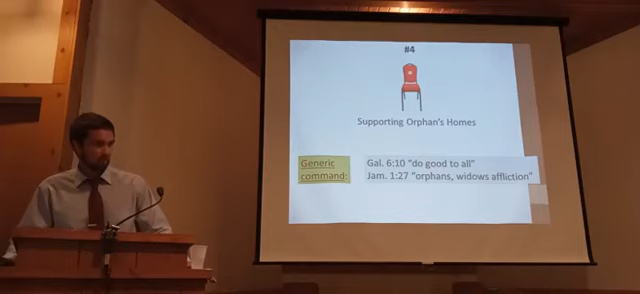 #4
Supporting Orphan's Homes
Generic
command:
Gal. 6:10 "do good to all"
Jam. 1:27 "orphans, widows affliction"